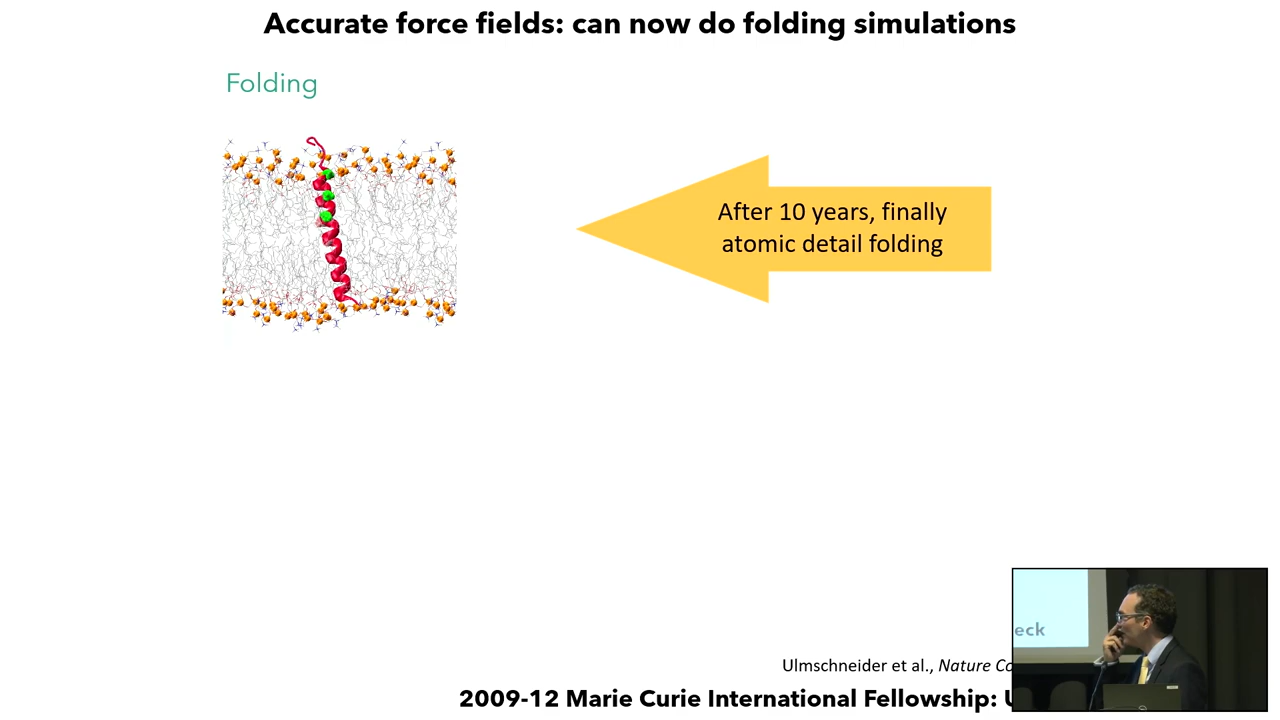 Accurate force fields: can now do folding simulations
Folding
After 10 years, finally
atomic detail folding
eck
Ulmschneider et al., Nature
2009-12 Marie Curie International Fellowship: